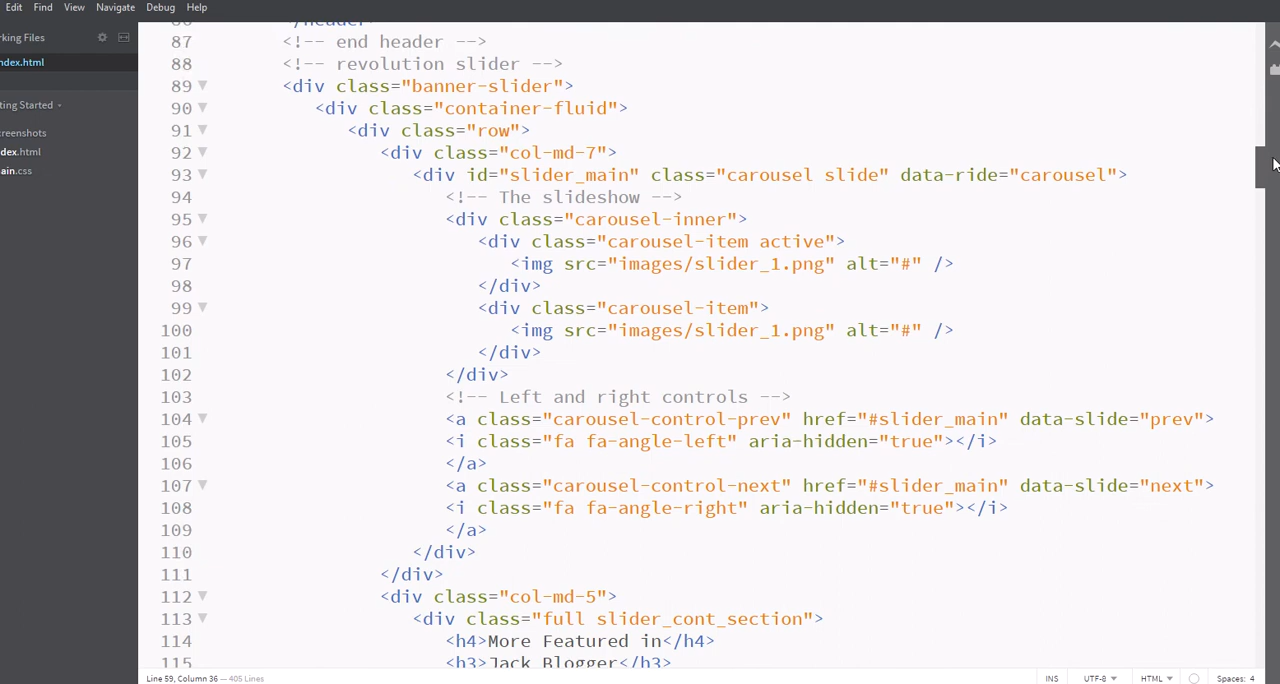 Edit Find View Navigate Debug Help
rking Files
ndex.html
ting Started
creenshots
dex.html
ain.css
87 <!-- end header -->
88 <!-- revolution slider -->
89 <div class="banner-slider">
90 <div class="container-fluid">
91 <div class="row">
92 <div class="col-md-7">
93 <div id="slider_main" class="carousel slide" data-ride="carousel">
94 <!-- The slideshow -->
95 <div class="carousel-inner">
96 <div class="carousel-item active">
97 <img src="images/slider_1.png" alt="#" />
98 </div>
99 <div class="carousel-item">
100 <img src="images/slider_1.png" alt="#" />
101 </div>
102 </div>
103 <!-- Left and right controls -->
104 <a class="carousel-control-prev" href="#slider_main" data-slide="prev">
105 <i class="fa fa-angle-left" aria-hidden="true"></i>
106 </a>
107 <a class="carousel-control-next" href="#slider_main" data-slide="next">
108 <i class="fa fa-angle-right" aria-hidden="true"></i>
109 </a>
110 </div>
111 </div>
112 <div class="col-md-5">
113 <div class="full slider_cont_section">
114 <h4>More Featured in</h4>
115 <h3>Jack Blogger</h3>
Line 59, Column 36 — 405 Lines
INS UTF-8 HTML Spaces: 4